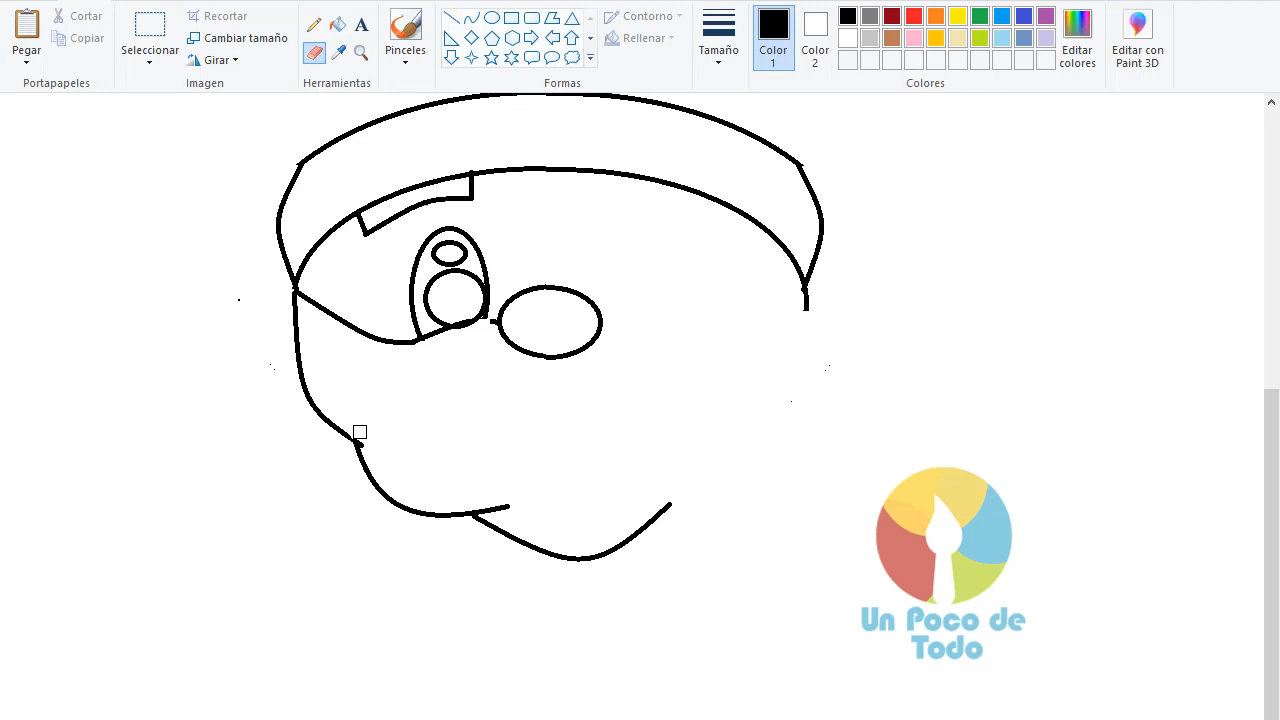 Pegar
Cortar
Copiar
Portapapeles
Seleccionar
Recortar
Cambiar tamaño
Girar
Imagen
A
Herramientas
Pinceles
Contorno
Rellenar
Formas
Tamaño
Color
1
Color
2
Editar
colores
Colores
Editar con
Paint 3D
Un Poco de
Todo